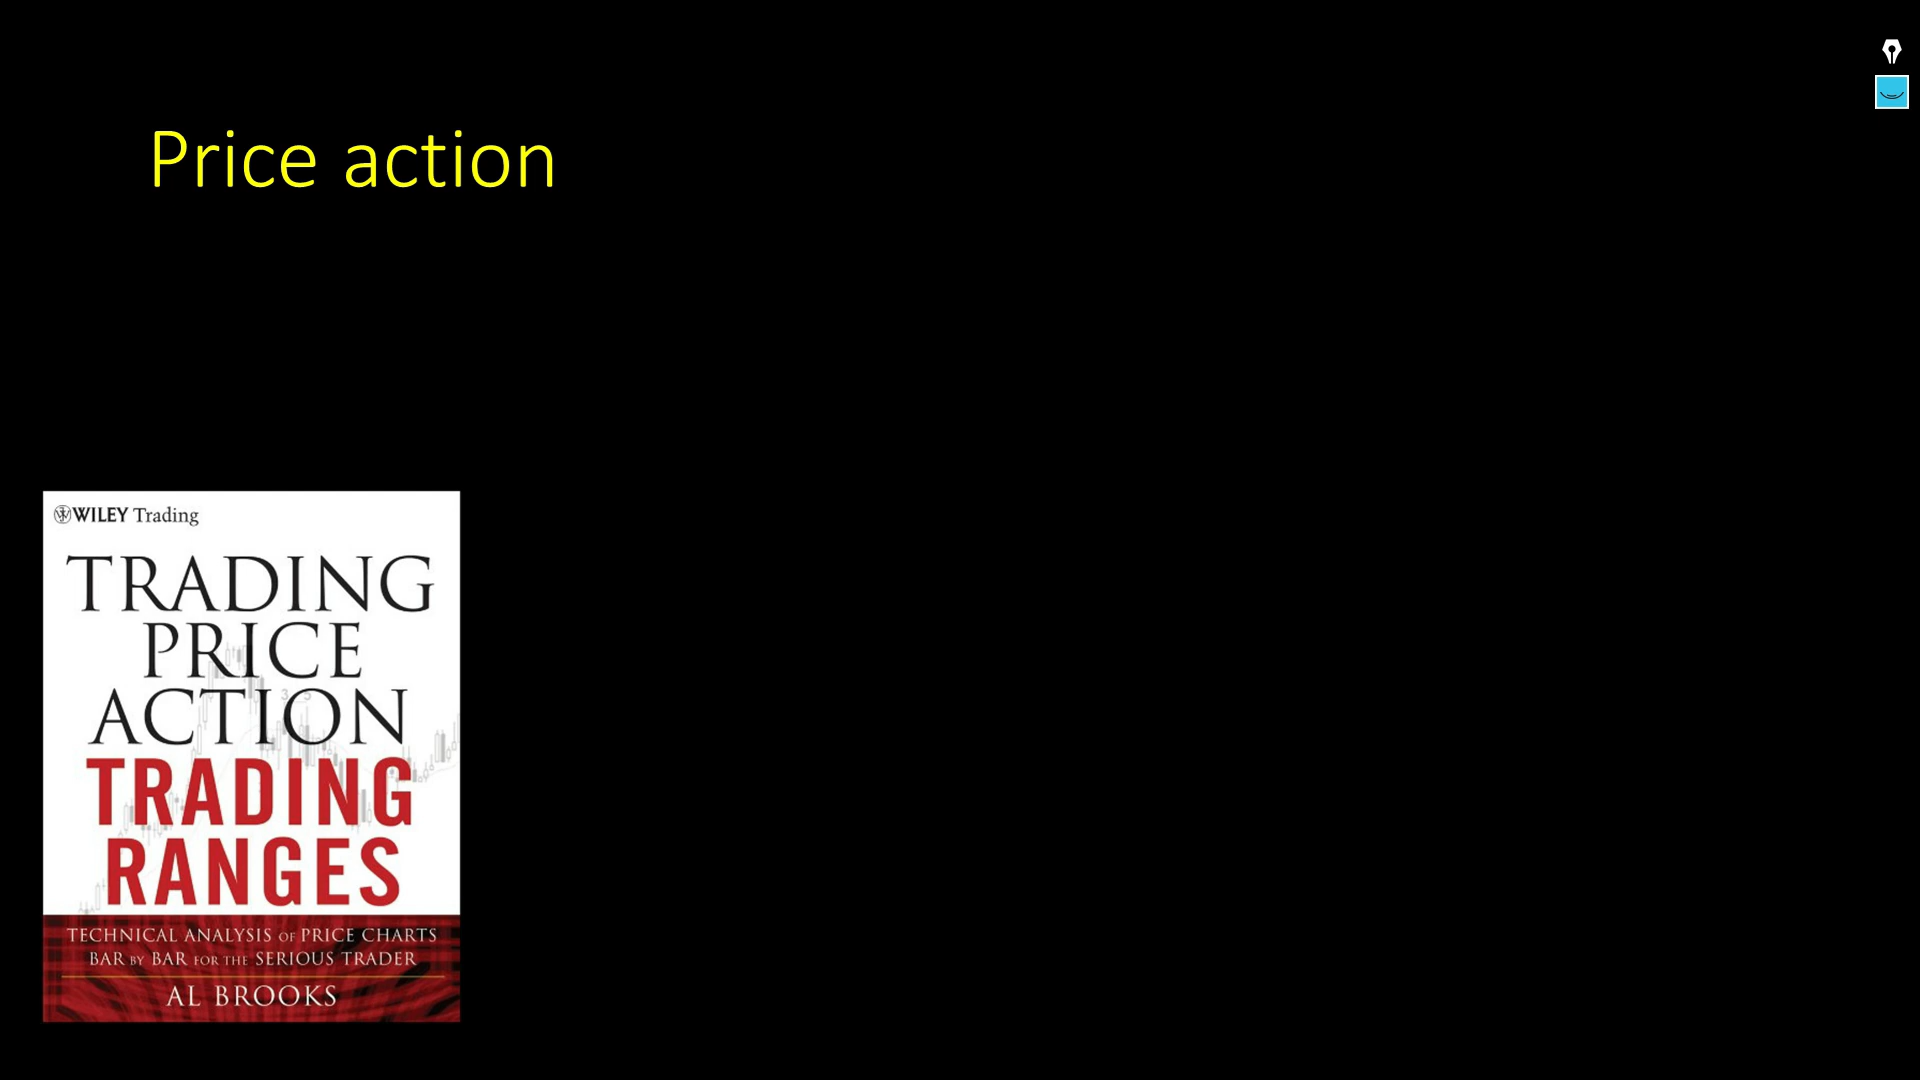 Price action
WILEY Trading
TRADING
PRICE
ACTION
TRADING
RANGES
TECHNICAL ANALYSIS OF PRICE CHARTS
BAR BY BAR FOR THE SERIOUS TRADER
AL BROOKS